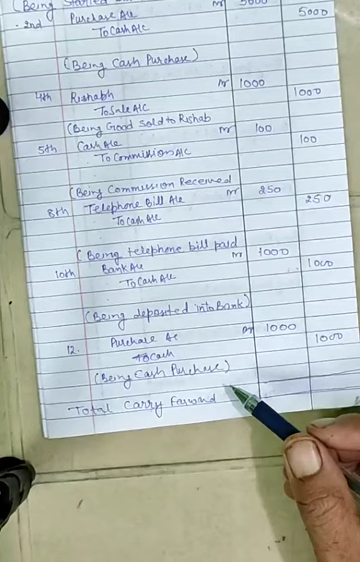 (Being Started
Dr 5000
2nd Purchase A/c 5000
To Cash A/c
(Being Cash Purchase)
4th Rishabh Dr 1000
To Sale A/C 1000
(Being Good Sold to Rishab
5th Cash A/c Dr 100
To Commission A/C 100
(Being Commission Received
8th Telephone Bill A/c Dr 250
To Cash A/c 250
(Being telephone bill paid
10th Bank A/c Dr 1000
To Cash A/c 1000
(Being deposited into Bank)
12. Purchase A/c Dr 1000
To Cash 1000
(Being Cash Purchase)
Total Carry Forward